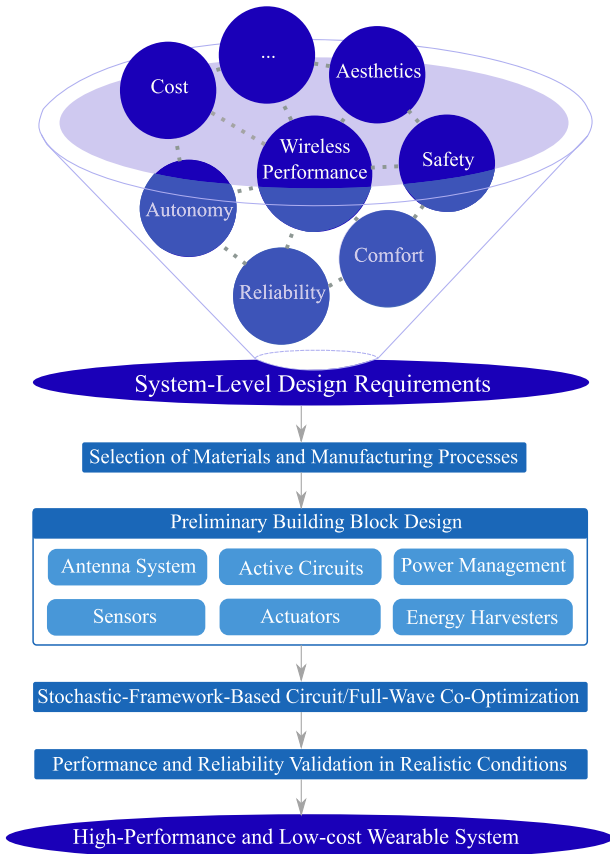 ...
Cost
Aesthetics
Wireless
Performance
Safety
Autonomy
Comfort
Reliability
System-Level Design Requirements
Selection of Materials and Manufacturing Processes
Preliminary Building Block Design
Antenna System
Active Circuits
Power Management
Sensors
Actuators
Energy Harvesters
Stochastic-Framework-Based Circuit/Full-Wave Co-Optimization
Performance and Reliability Validation in Realistic Conditions
High-Performance and Low-cost Wearable System